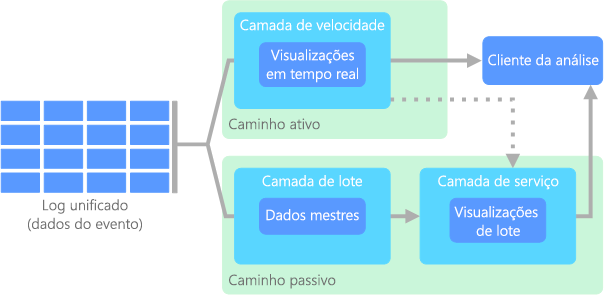 Camada de velocidade
Visualizações
em tempo real
Caminho ativo
Cliente da análise
Log unificado
(dados do evento)
Camada de lote
Dados mestres
Camada de serviço
Visualizações
de lote
Caminho passivo